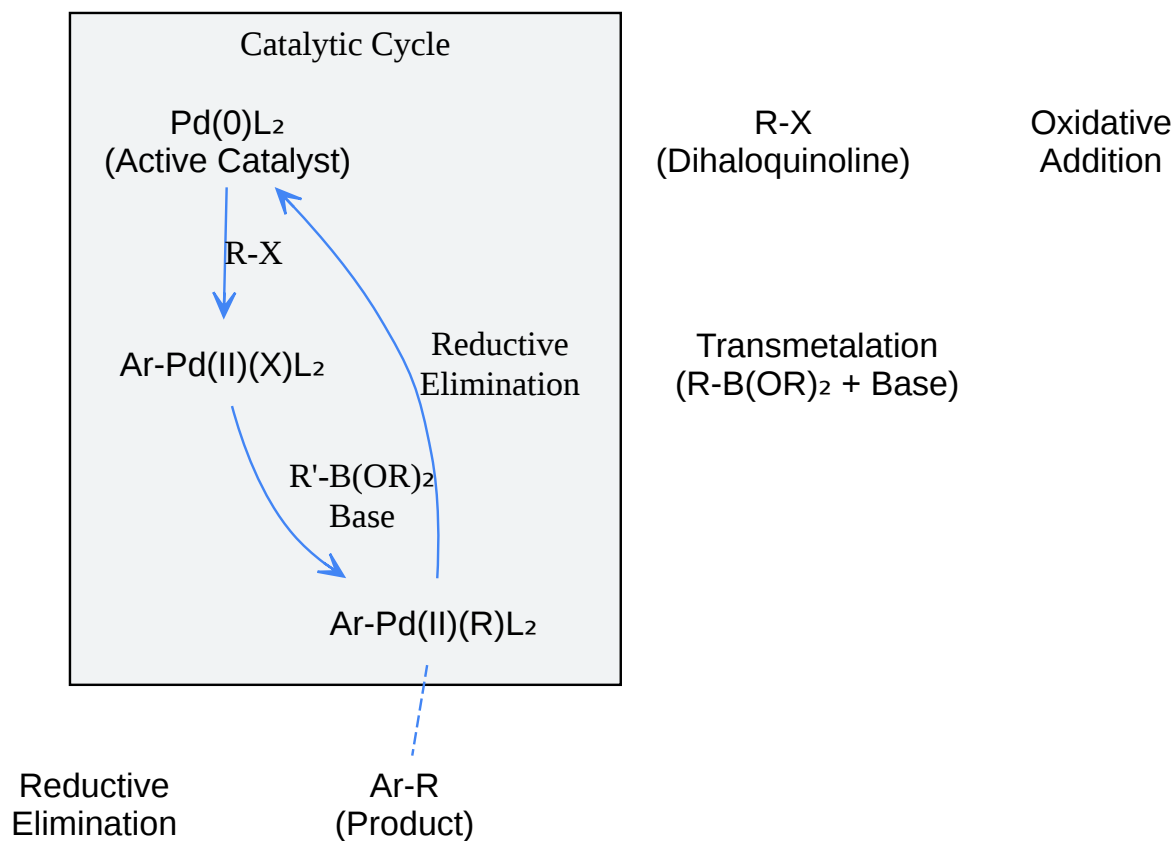 Catalytic Cycle
Pd(0)L₂
(Active Catalyst)
R-X
(Dihaloquinoline)
Oxidative
Addition
R-X
Ar-Pd(II)(X)L₂
Reductive
Elimination
Transmetalation
(R-B(OR)₂ + Base)
R'-B(OR)₂
Base
Ar-Pd(II)(R)L₂
Reductive
Elimination
Ar-R
(Product)